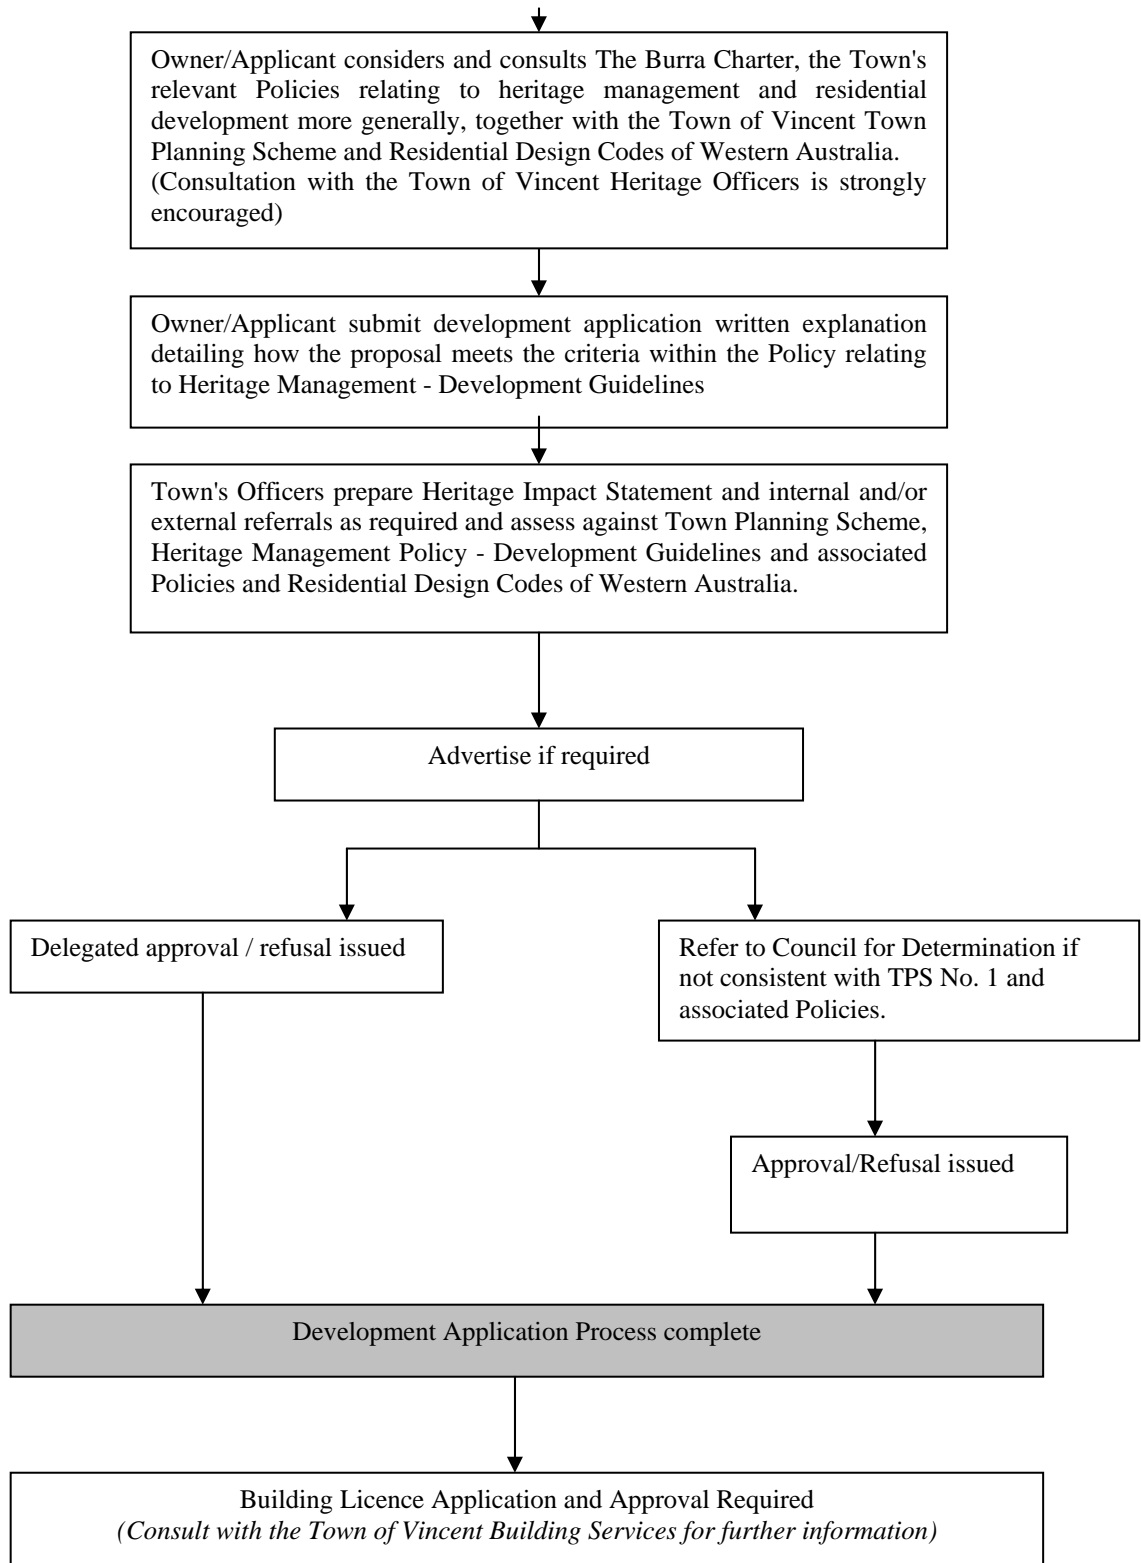 Owner/Applicant considers and consults The Burra Charter, the Town's
relevant Policies relating to heritage management and residential
development more generally, together with the Town of Vincent Town
Planning Scheme and Residential Design Codes of Western Australia.
(Consultation with the Town of Vincent Heritage Officers is strongly
encouraged)
Owner/Applicant submit development application written explanation
detailing how the proposal meets the criteria within the Policy relating
to Heritage Management - Development Guidelines
Town's Officers prepare Heritage Impact Statement and internal and/or
external referrals as required and assess against Town Planning Scheme,
Heritage Management Policy - Development Guidelines and associated
Policies and Residential Design Codes of Western Australia.
Advertise if required
Delegated approval / refusal issued
Refer to Council for Determination if
not consistent with TPS No. 1 and
associated Policies.
Approval/Refusal issued
Development Application Process complete
Building Licence Application and Approval Required
(Consult with the Town of Vincent Building Services for further information)